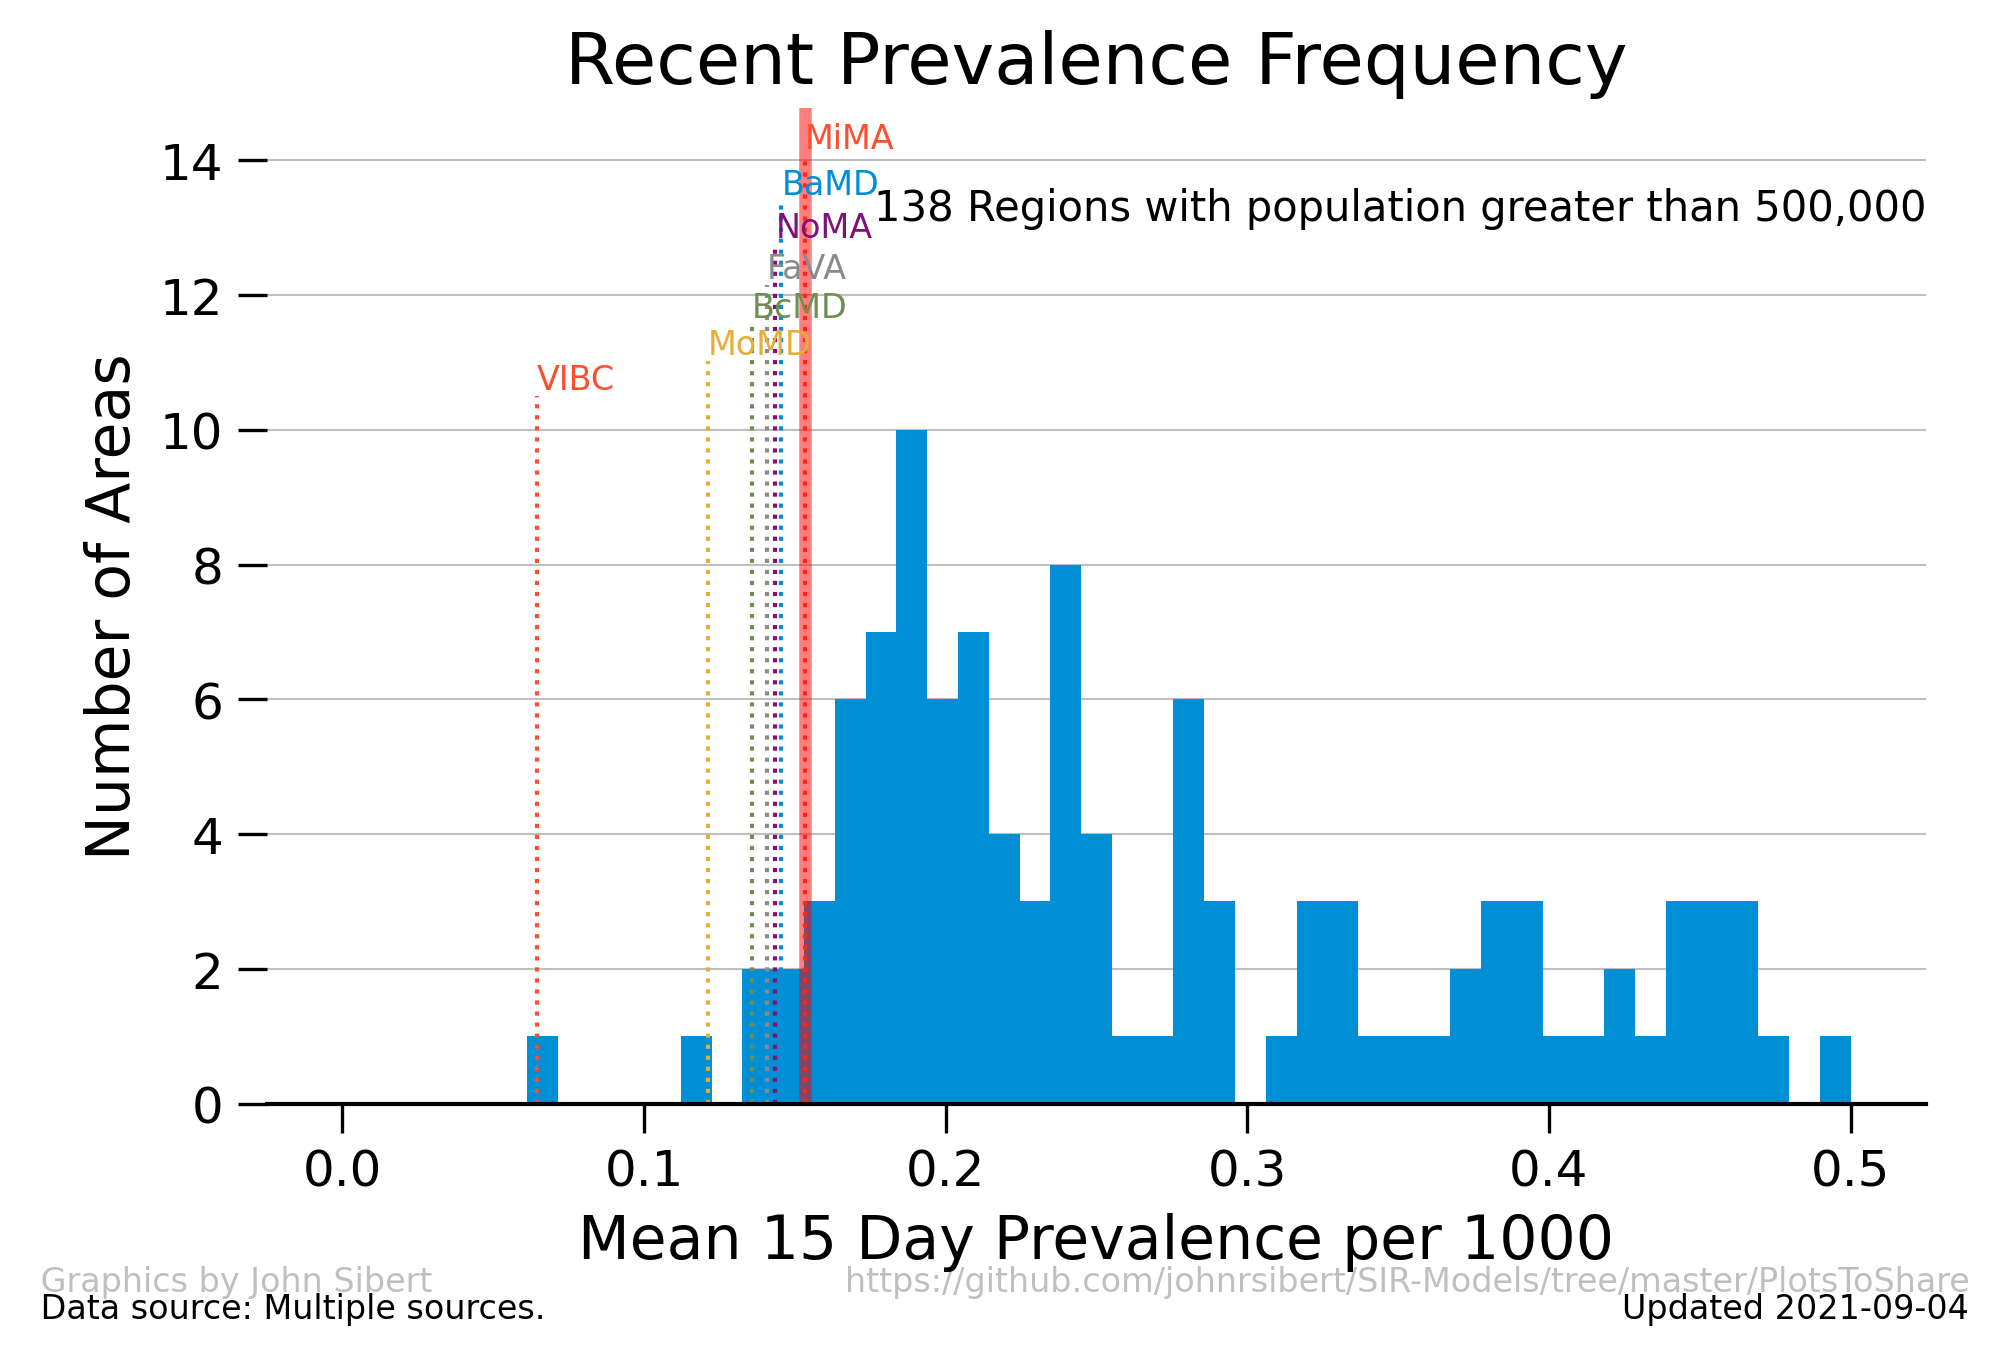 Recent Prevalence Frequency
MiMA
14
BaMD
138 Regions with population greater than 500,000
NoMA
FaVA
12
BcMD
MoMD
VIBC
10
8
6
4
2
0
Number of Areas
0.0 0.1 0.2 0.3 0.4 0.5
Mean 15 Day Prevalence per 1000
Graphics by John Sibert
https://github.com/johnrsibert/SIR-Models/tree/master/PlotsToShare
Data source: Multiple sources.
Updated 2021-09-04